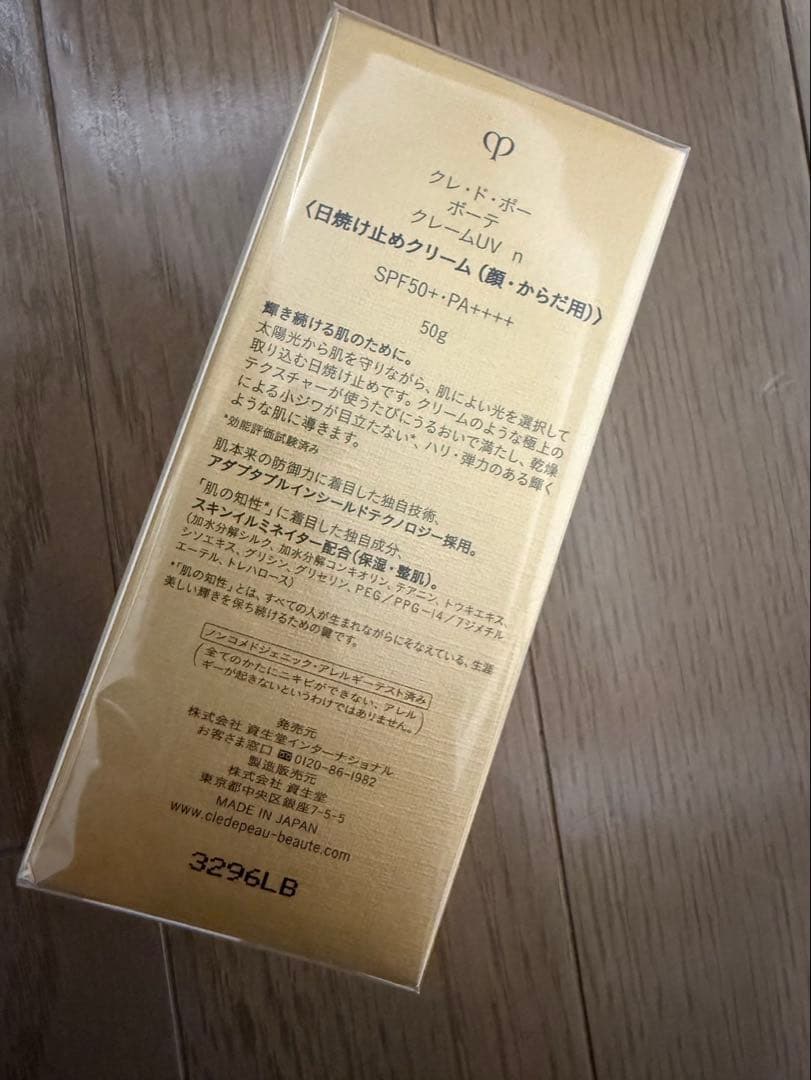 クレ・ド・ポー
ボーテ
クレームUV n
〈日焼け止めクリーム(顔・からだ用)〉
SPF50+・PA++++
50g
輝き続ける肌のために。
太陽光から肌を守りながら、肌によい光を選択して
取り込む日焼け止めです。クリームのような極上の
テクスチャーが使うたびにうるおいで満たし、乾燥
による小ジワが目立たない*、ハリ・弾力のある輝く
ような肌に導きます。
*効能評価試験済み
肌本来の防御力に着目した独自技術、
アダプタブルインシールドテクノロジー採用。
「肌の知性*」に着目した独自成分、
スキンイルミネイター配合(保湿・整肌)。
(加水分解シルク、加水分解コンキオリン、テアニン、トウキエキス、
シソエキス、グリシン、グリセリン、PEG/PPG-14/7ジメチル
エーテル、トレハロース)
*「肌の知性」とは、すべての人が生まれながらにそなえている、生涯
美しい輝きを保ち続けるための鍵です。
ノンコメドジェニック・アレルギーテスト済み
(全てのかたにニキビができない、アレル
ギーが起きないというわけではありません。)
発売元
株式会社 資生堂インターナショナル
お客さま窓口 0120-86-1982
製造販売元
株式会社 資生堂
東京都中央区銀座7-5-5
MADE IN JAPAN
www.cledepeau-beaute.com
3296LB